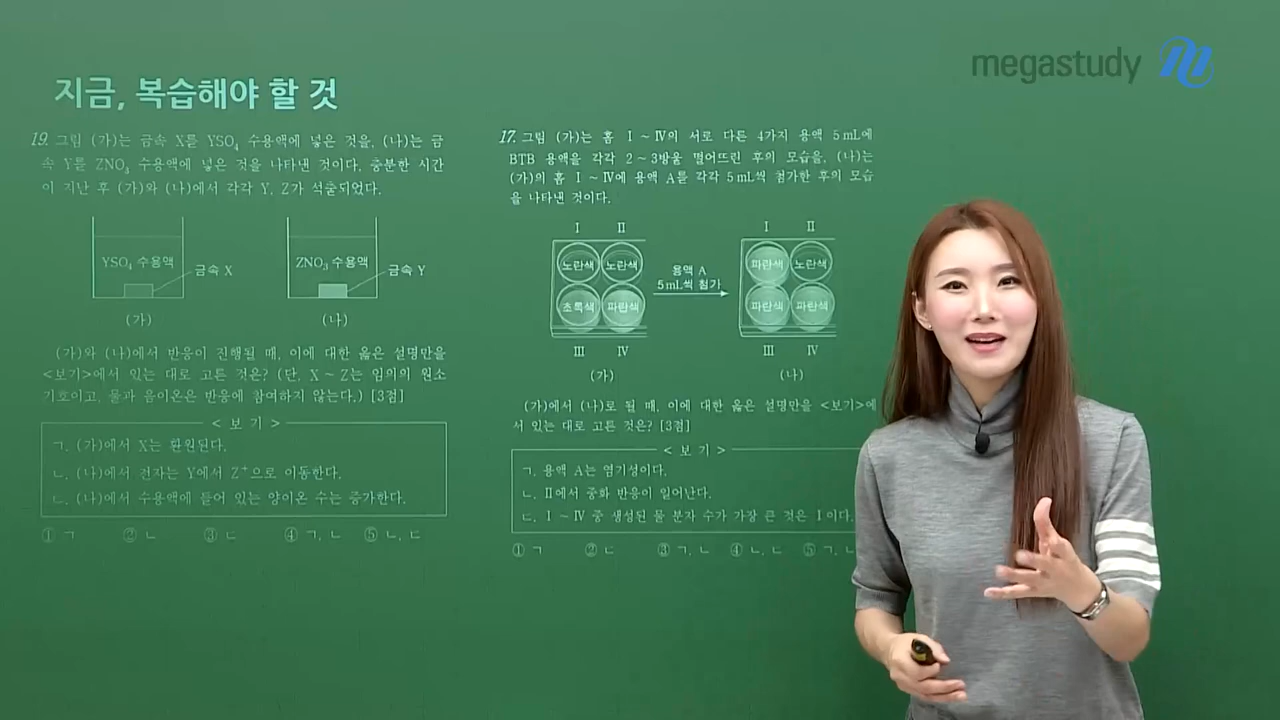 megastudy
지금, 복습해야 할 것
19. 그림 (가)는 금속 X를 YSO₄ 수용액에 넣은 것을, (나)는 금
속 Y를 ZNO₃ 수용액에 넣은 것을 나타낸 것이다. 충분한 시간
이 지난 후 (가)와 (나)에서 각각 Y, Z가 석출되었다.
YSO₄ 수용액
금속 X
(가)
ZNO₃ 수용액
금속 Y
(나)
(가)와 (나)에서 반응이 진행될 때, 이에 대한 옳은 설명만을
<보기>에서 있는 대로 고른 것은? (단, X ~ Z는 임의의 원소
기호이고, 물과 음이온은 반응에 참여하지 않는다.) [3점]
< 보 기 >
ㄱ. (가)에서 X는 환원된다.
ㄴ. (나)에서 전자는 Y에서 Z⁺으로 이동한다.
ㄷ. (나)에서 수용액에 들어 있는 양이온 수는 증가한다.
① ㄱ ② ㄴ ③ ㄷ ④ ㄱ, ㄴ ⑤ ㄴ, ㄷ
17. 그림 (가)는 홈 Ⅰ ~ Ⅳ의 서로 다른 4가지 용액 5 mL에
BTB 용액을 각각 2 ~ 3방울 떨어뜨린 후의 모습을, (나)는
(가)의 홈 Ⅰ ~ Ⅳ에 용액 A를 각각 5 mL씩 첨가한 후의 모습
을 나타낸 것이다.
Ⅰ Ⅱ
노란색 노란색
초록색 파란색
Ⅲ Ⅳ
(가)
용액 A
5 mL씩 첨가
Ⅰ Ⅱ
파란색 노란색
파란색 파란색
Ⅲ Ⅳ
(나)
(가)에서 (나)로 될 때, 이에 대한 옳은 설명만을 <보기>에
서 있는 대로 고른 것은? [3점]
< 보 기 >
ㄱ. 용액 A는 염기성이다.
ㄴ. Ⅱ에서 중화 반응이 일어난다.
ㄷ. Ⅰ ~ Ⅳ 중 생성된 물 분자 수가 가장 큰 것은 Ⅰ이다.
① ㄱ ② ㄷ ③ ㄱ, ㄴ ④ ㄴ, ㄷ ⑤ ㄱ, ㄴ